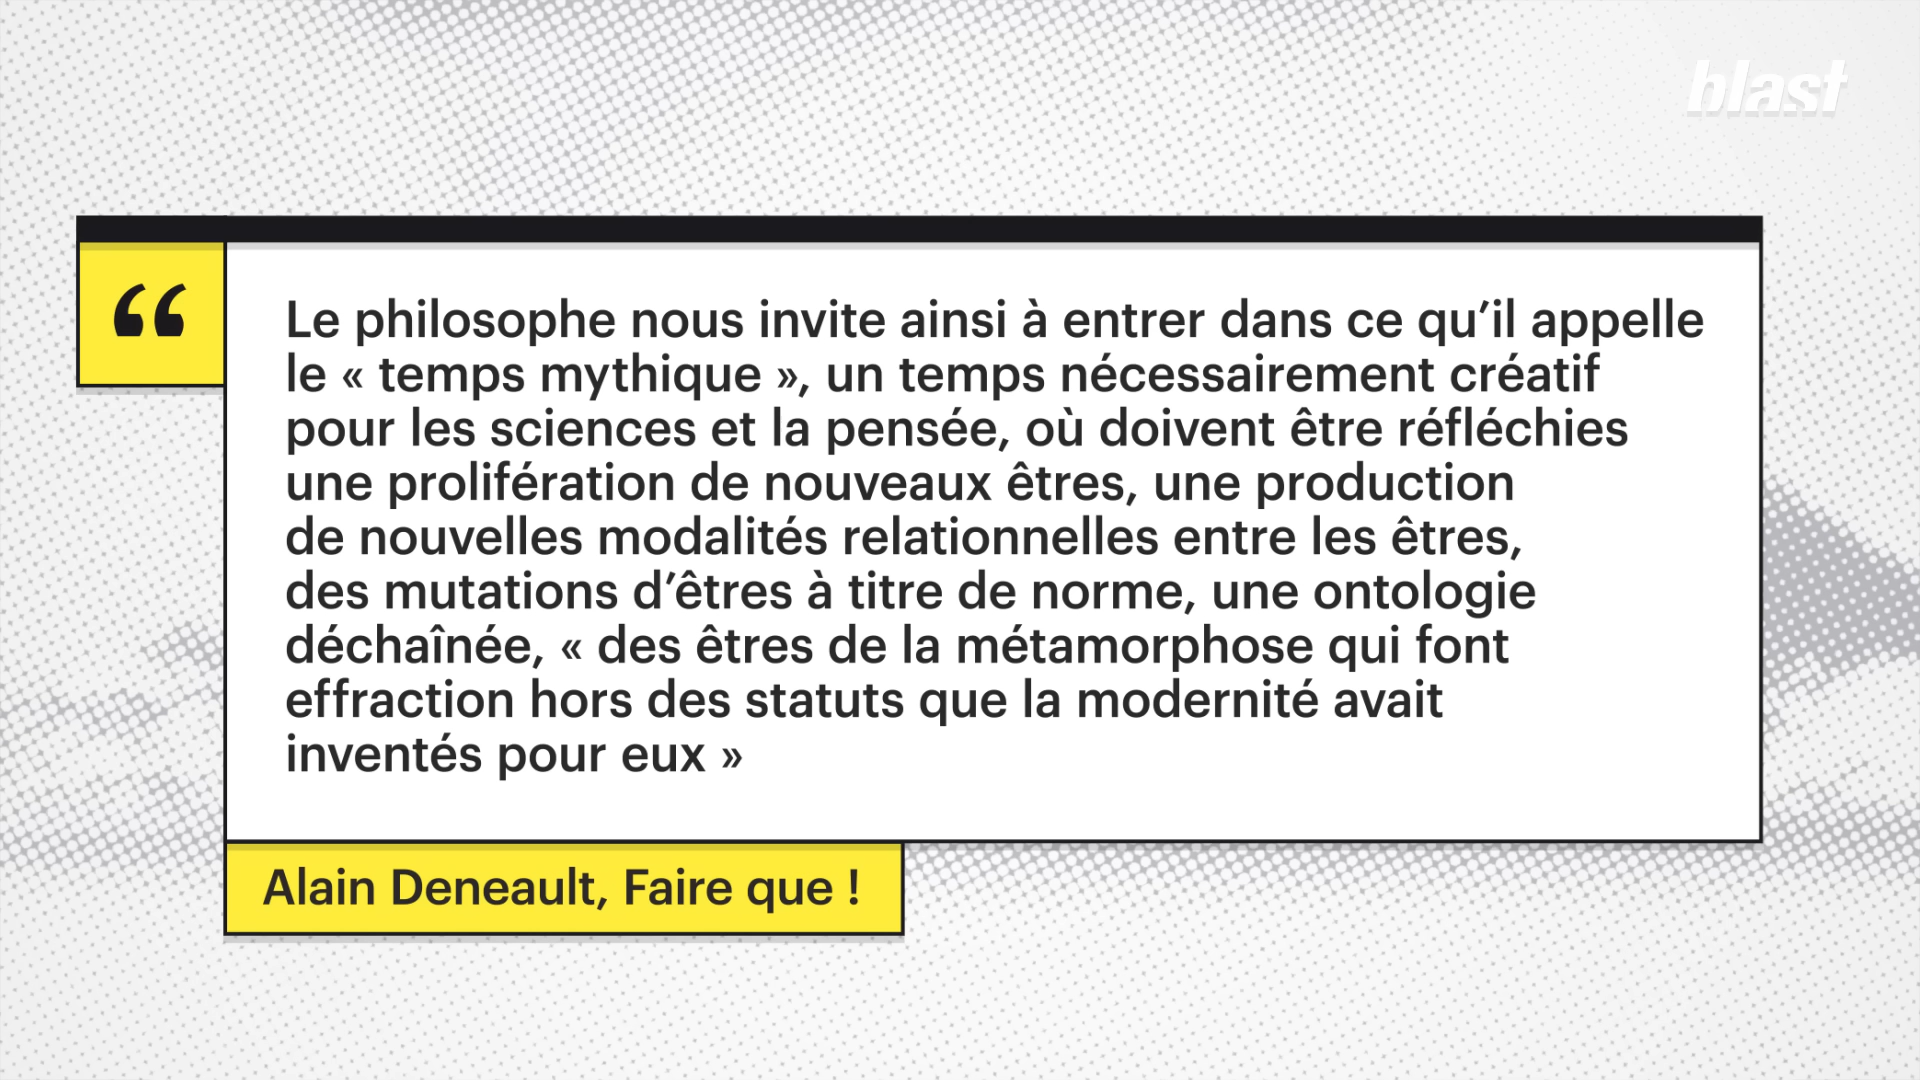 blast
“
Le philosophe nous invite ainsi à entrer dans ce qu’il appelle
le « temps mythique », un temps nécessairement créatif
pour les sciences et la pensée, où doivent être réfléchies
une prolifération de nouveaux êtres, une production
de nouvelles modalités relationnelles entre les êtres,
des mutations d’êtres à titre de norme, une ontologie
déchaînée, « des êtres de la métamorphose qui font
effraction hors des statuts que la modernité avait
inventés pour eux »
Alain Deneault, Faire que !